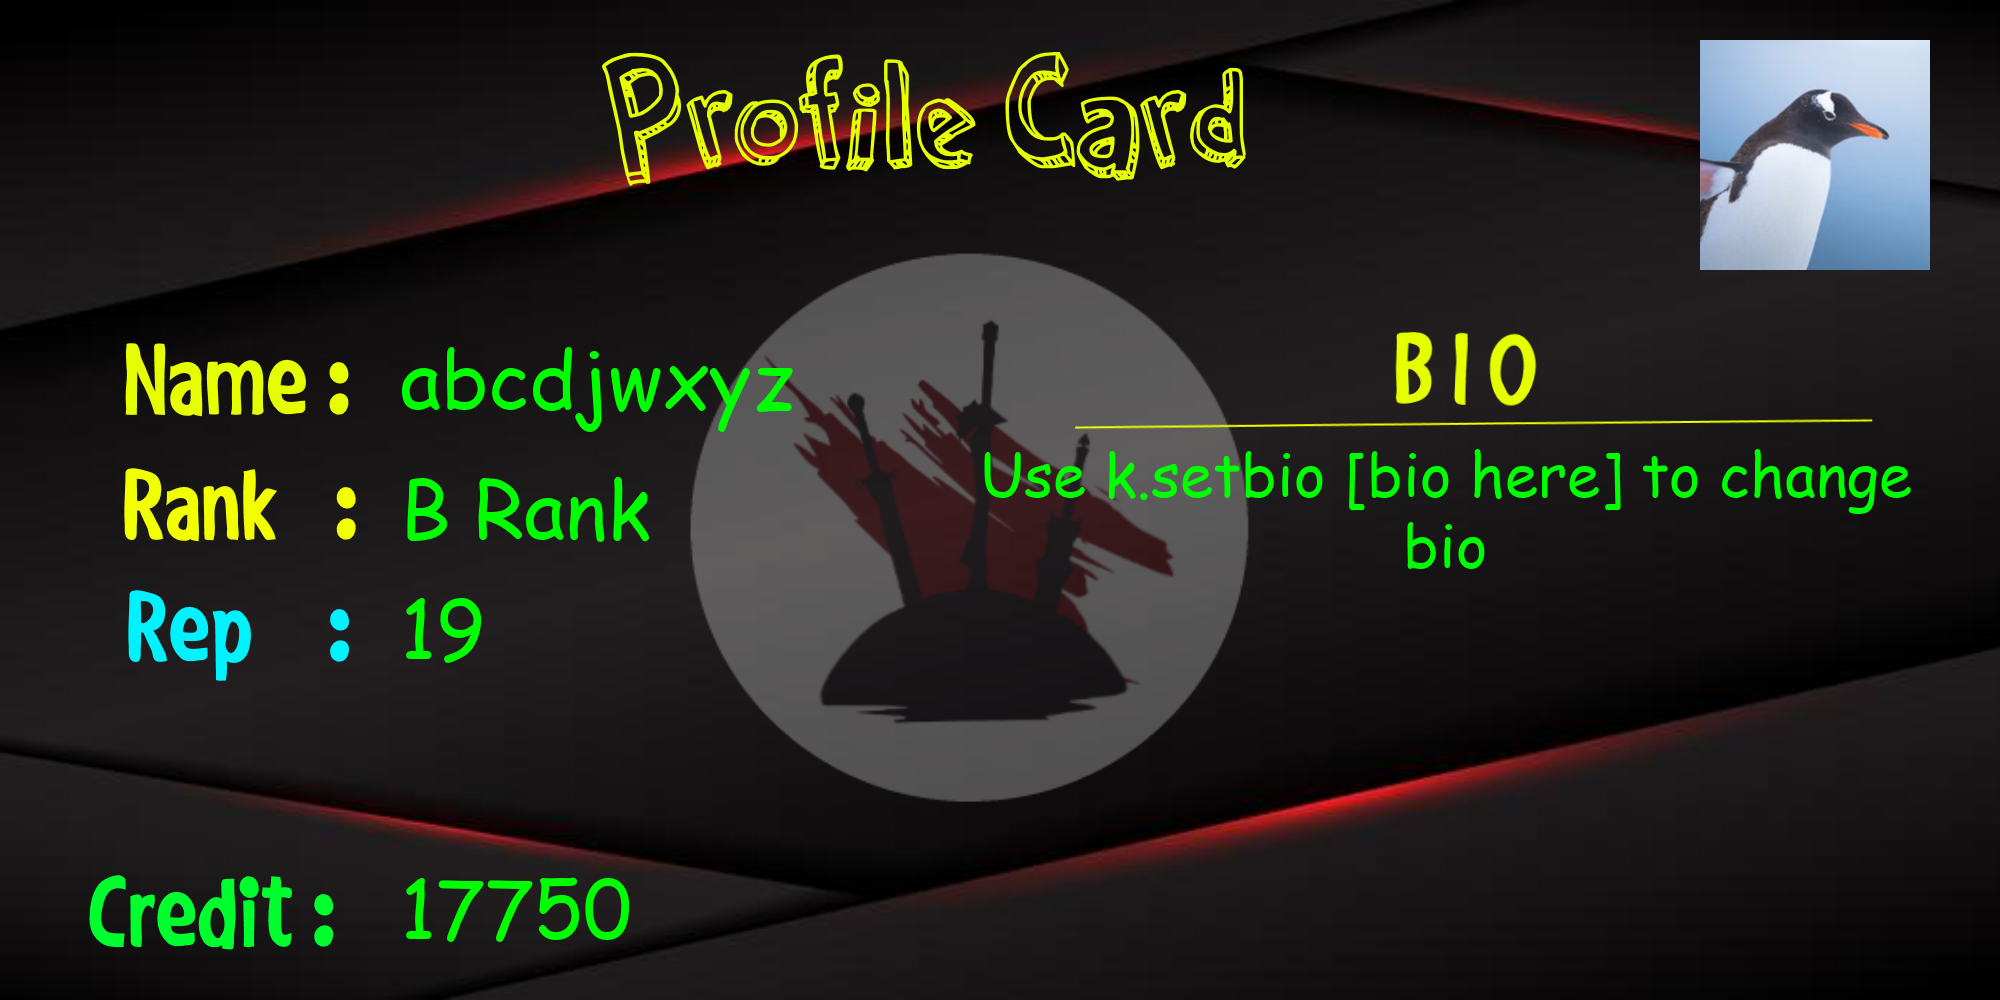 Profile Card
Name : abcdjwxyz
Rank : B Rank
Rep : 19
Credit : 17750
BIO
Use k.setbio [bio here] to change
bio